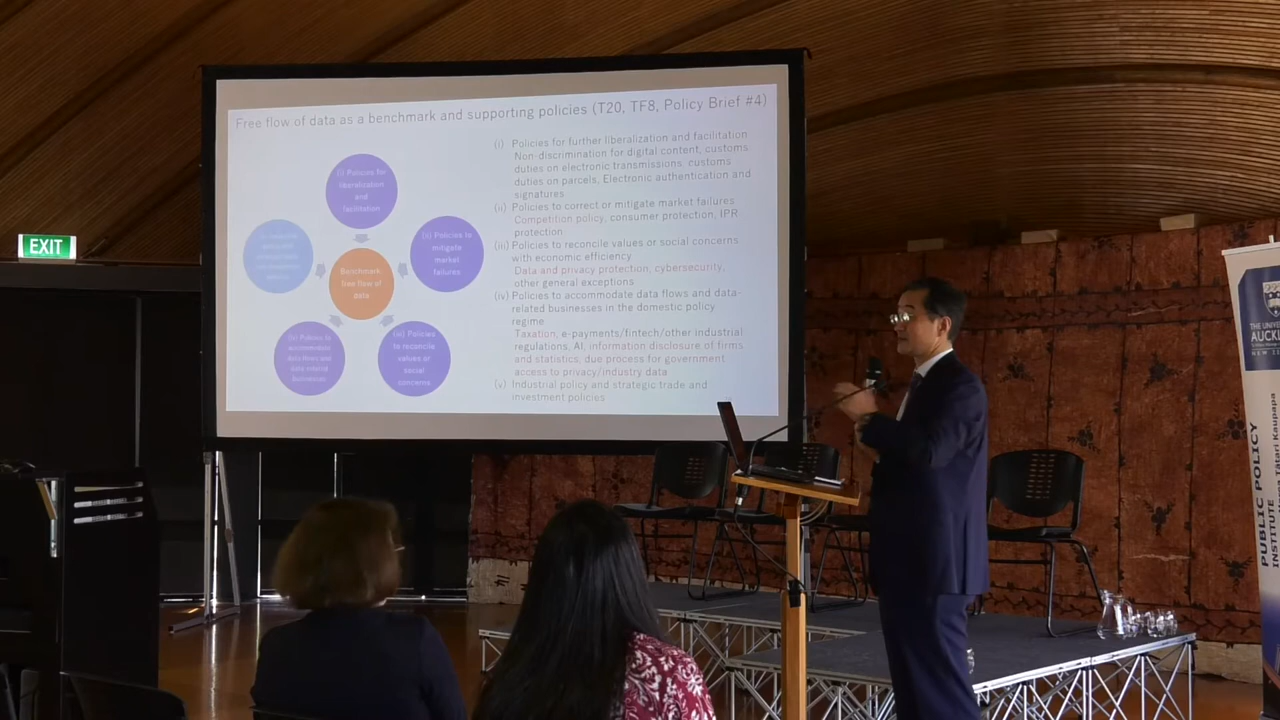 EXIT
Free flow of data as a benchmark and supporting policies (T20, TF8, Policy Brief #4)
(i) Policies for
liberalization
and
facilitation
(v) Policies to
mitigate
market
failures
Benchmark:
free flow of
data
(iii) Policies
to reconcile
values or
social
concerns
(v) Policies to
accommodate
data flows and
data-related
businesses
(i) Policies for further liberalization and facilitation
Non-discrimination for digital content, customs
duties on electronic transmissions, customs
duties on parcels, Electronic authentication and
signatures
(ii) Policies to correct or mitigate market failures
Competition policy, consumer protection, IPR
protection
(iii) Policies to reconcile values or social concerns
with economic efficiency
Data and privacy protection, cybersecurity,
other general exceptions
(iv) Policies to accommodate data flows and data-
related businesses in the domestic policy
regime
Taxation, e-payments/fintech/other industrial
regulations, AI, information disclosure of firms
and statistics, due process for government
access to privacy/industry data
(v) Industrial policy and strategic trade and
investment policies
THE UNIVE
AUCK
NEW
PUBLIC POLICY
INSTITUTE
Kaupapa